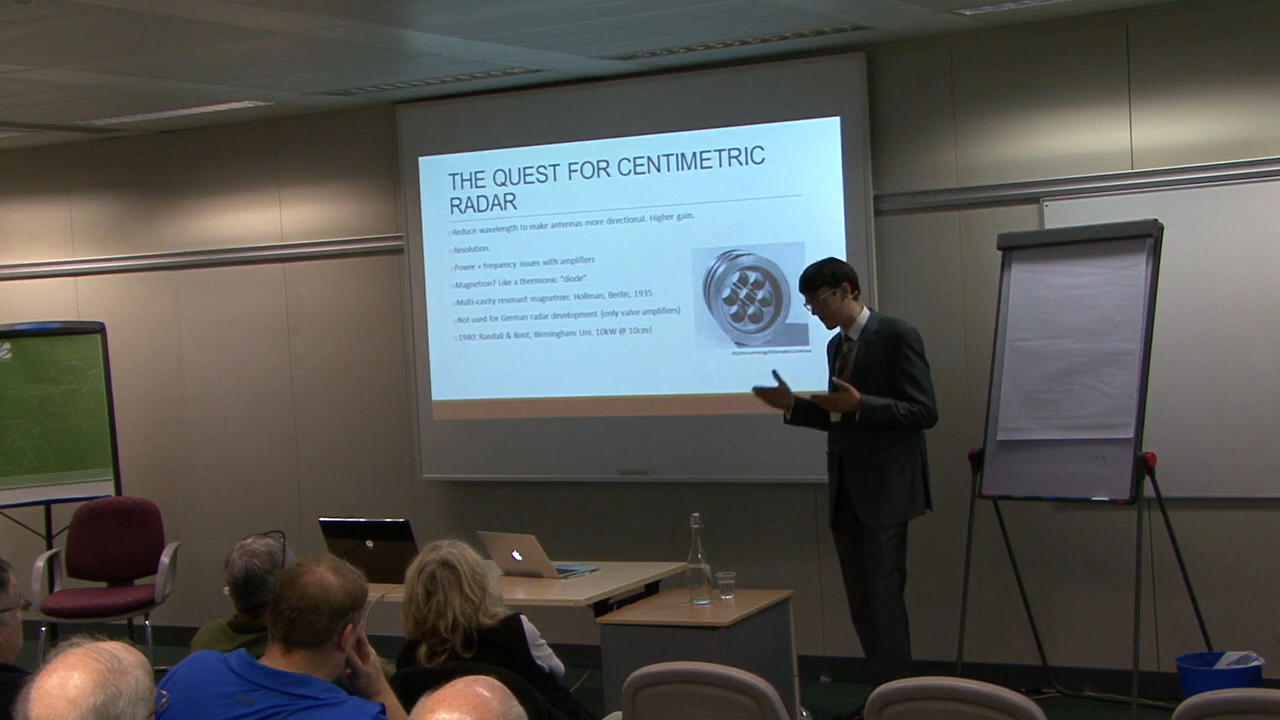 THE QUEST FOR CENTIMETRIC
RADAR
Reduce wavelength to make antennas more directional. Higher gain.
Resolution.
Power + frequency issues with amplifiers
Magnetron? Like a thermionic "diode".
Multi-cavity resonant magnetron: Hollman, Berlin, 1935
Not used for German radar development (only valve amplifiers)
1940: Randall & Boot, Birmingham Uni. 10kW @ 10cm!